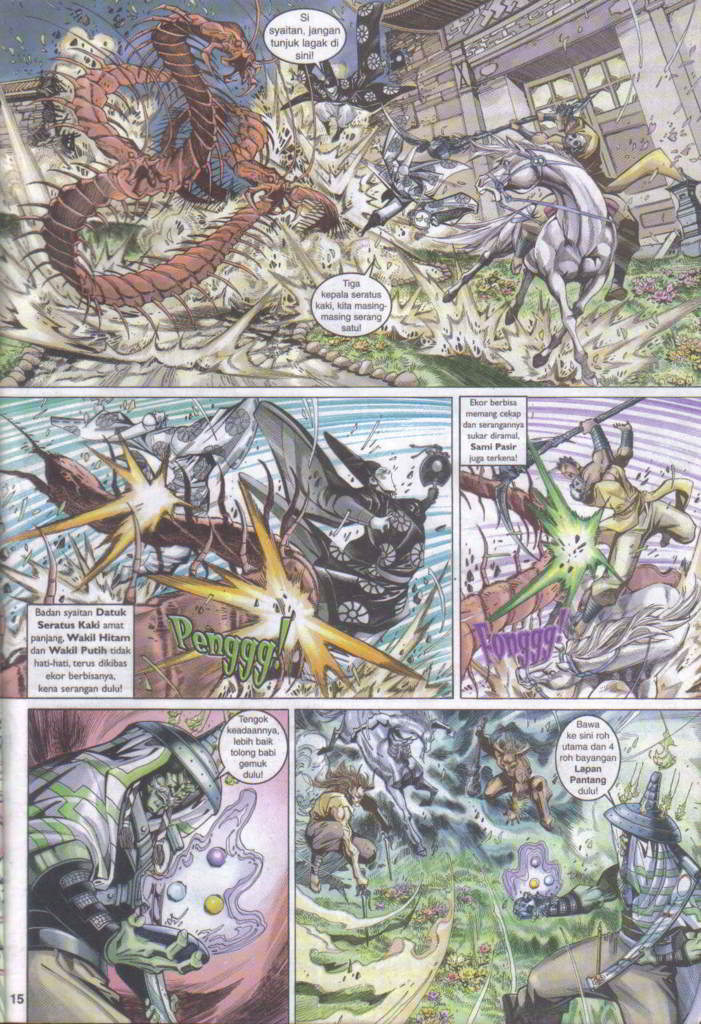 Si
syaitan, jangan
tunjuk lagak di
sini!
Tiga
kepala seratus
kaki, kita masing-
masing serang
satu!
Badan syaitan Datuk
Seratus Kaki amat
panjang, Wakil Hitam
dan Wakil Putih tidak
hati-hati, terus dikibas
ekor berbisanya,
kena serangan dulu!
Penggg!
Ekor berbisa
memang cekap
dan serangannya
sukar diramal,
Sami Pasir
juga terkena!
Tonggg!
Tengok
keadaannya,
lebih baik
tolong babi
gemuk
dulu!
Bawa
ke sini roh
utama dan 4
roh bayangan
Lapan
Pantang
dulu!
15